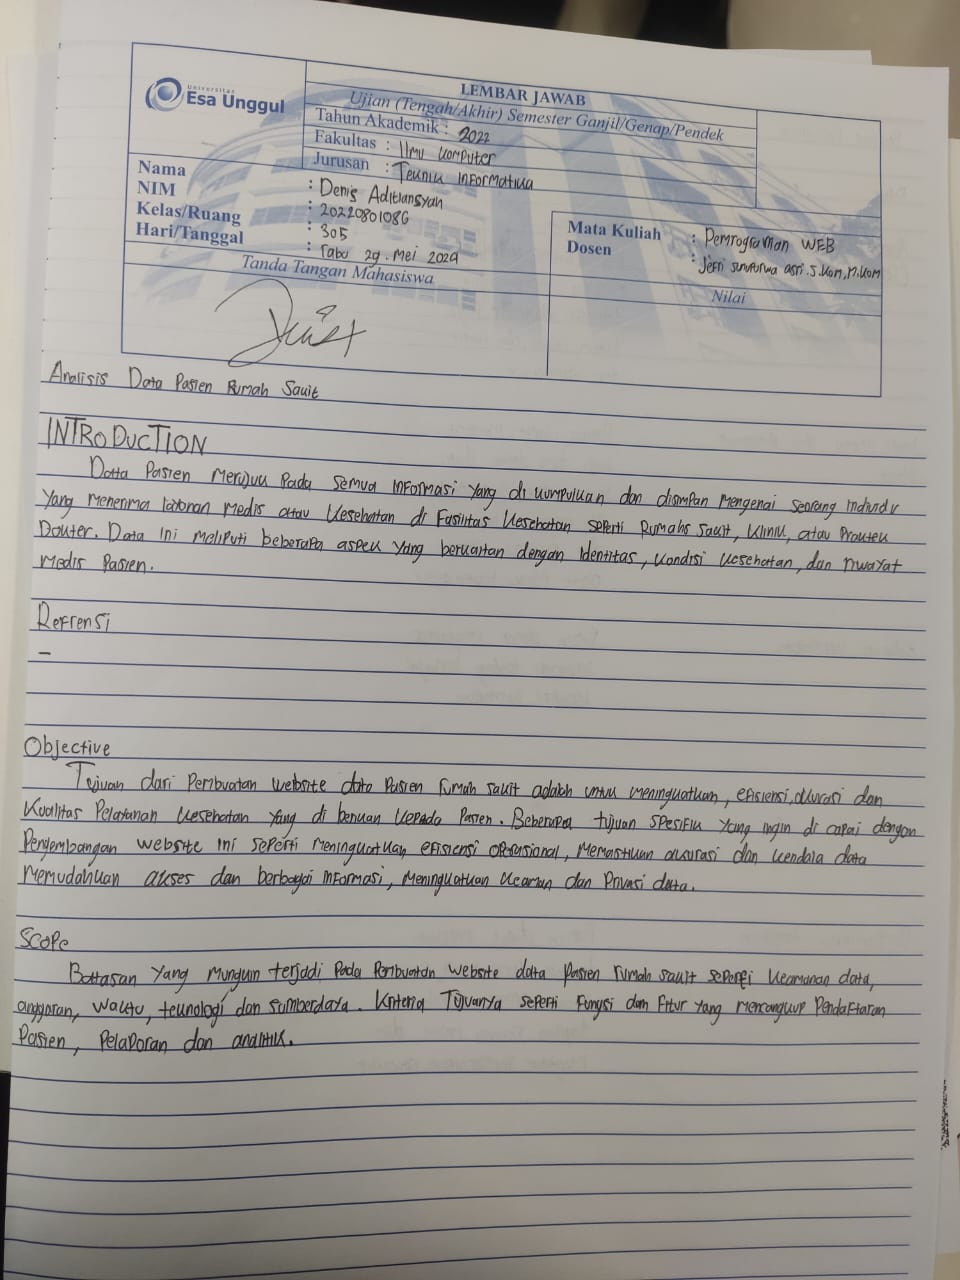 Universitas
Esa Unggul
LEMBAR JAWAB
Ujian (Tengah/Akhir) Semester Ganjil/Genap/Pendek
Tahun Akademik : 2022
Fakultas : Ilmu Komputer
Jurusan : Teknik Informatika
Nama : Denis Aditiansyah
NIM : 20220801086
Kelas/Ruang : 305
Hari/Tanggal : Rabu 29. Mei 2024
Mata Kuliah : Pemrograman WEB
Dosen : Jefri
Tanda Tangan Mahasiswa
Nilai
Analisis Data Pasien Rumah Sakit
INTRODUCTION
Data Pasien merujuk pada semua informasi yang di kumpulkan dan disimpan mengenai seorang individu
yang menerima layanan medis atau kesehatan di fasilitas kesehatan seperti rumahs sakit, klinik, atau praktek
Dokter. Data ini meliputi beberapa aspek yang berkaitan dengan identitas, kondisi kesehatan, dan riwayat
medis pasien.
Refrensi
-
Objective
Tujuan dari pembuatan website data pasien rumah sakit adalah untuk meningkatkan, efisiensi, akurasi dan
kualitas pelayanan kesehatan yang di berikan kepada pasien. Beberapa tujuan spesifik yang ingin di capai dengan
pengembangan website ini seperti meningkatkan efisiensi operasional, memastikan akurasi dan data
memudahkan akses dan berbagai informasi, meningkatkan dan privasi data.
Scope
Batasan yang mungkin terjadi pada pembuatan website data pasien rumah sakit seperti keamanan data,
anggaran, waktu, teknologi dan sumberdaya. Kriteria Tujuanya seperti fungsi dan fitur yang mencangkup pendaftaran
pasien, pelaporan dan analitik.